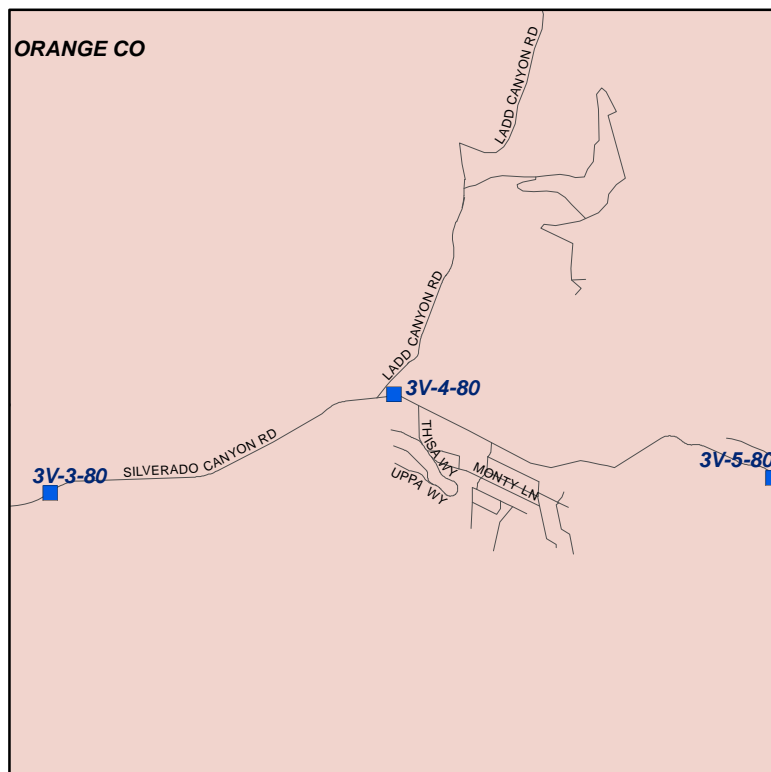 ORANGE CO
LADD CANYON RD
LADD CANYON RD
3V-4-80
THISA WY
3V-5-80
SILVERADO CANYON RD
3V-3-80
MONTY LN
UPPA WY